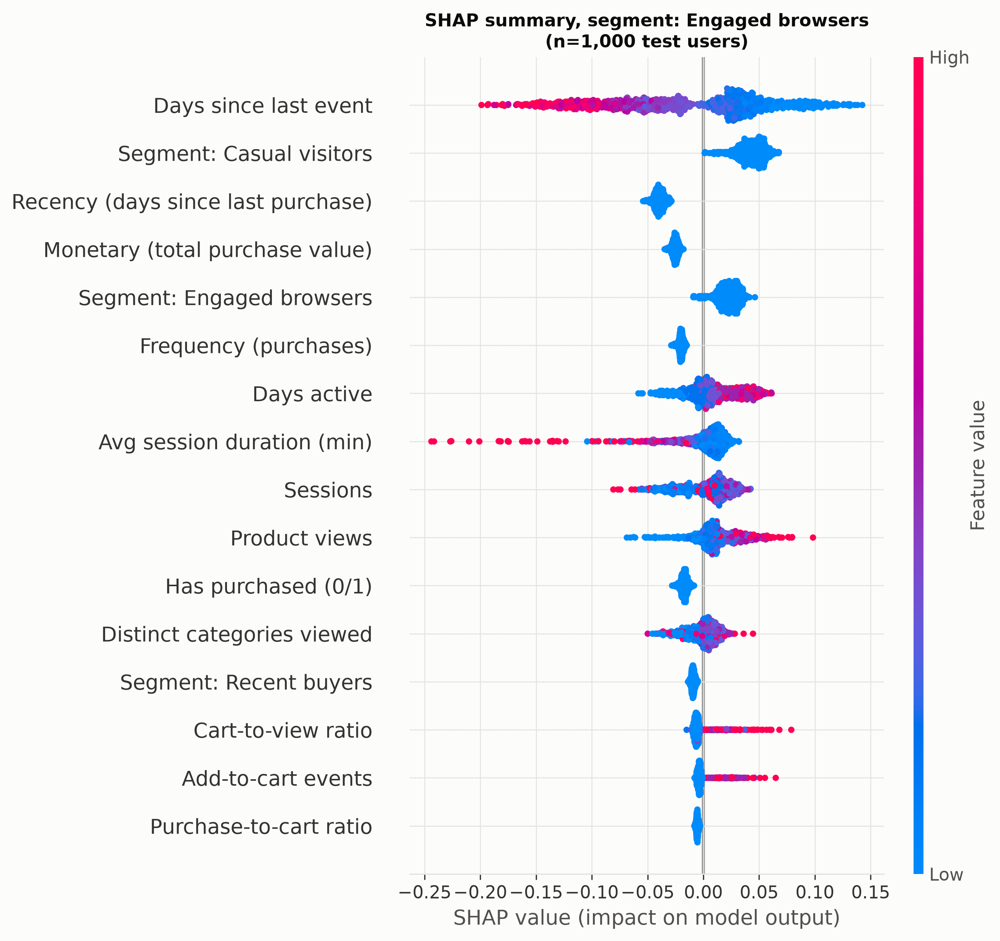 SHAP summary, segment: Engaged browsers
(n=1,000 test users)
High
Days since last event
Segment: Casual visitors
Recency (days since last purchase)
Monetary (total purchase value)
Segment: Engaged browsers
Frequency (purchases)
Days active
Avg session duration (min)
Sessions
Product views
Has purchased (0/1)
Distinct categories viewed
Segment: Recent buyers
Cart-to-view ratio
Add-to-cart events
Purchase-to-cart ratio
Feature value
Low
−0.25 −0.20 −0.15 −0.10 −0.05 0.00 0.05 0.10 0.15
SHAP value (impact on model output)